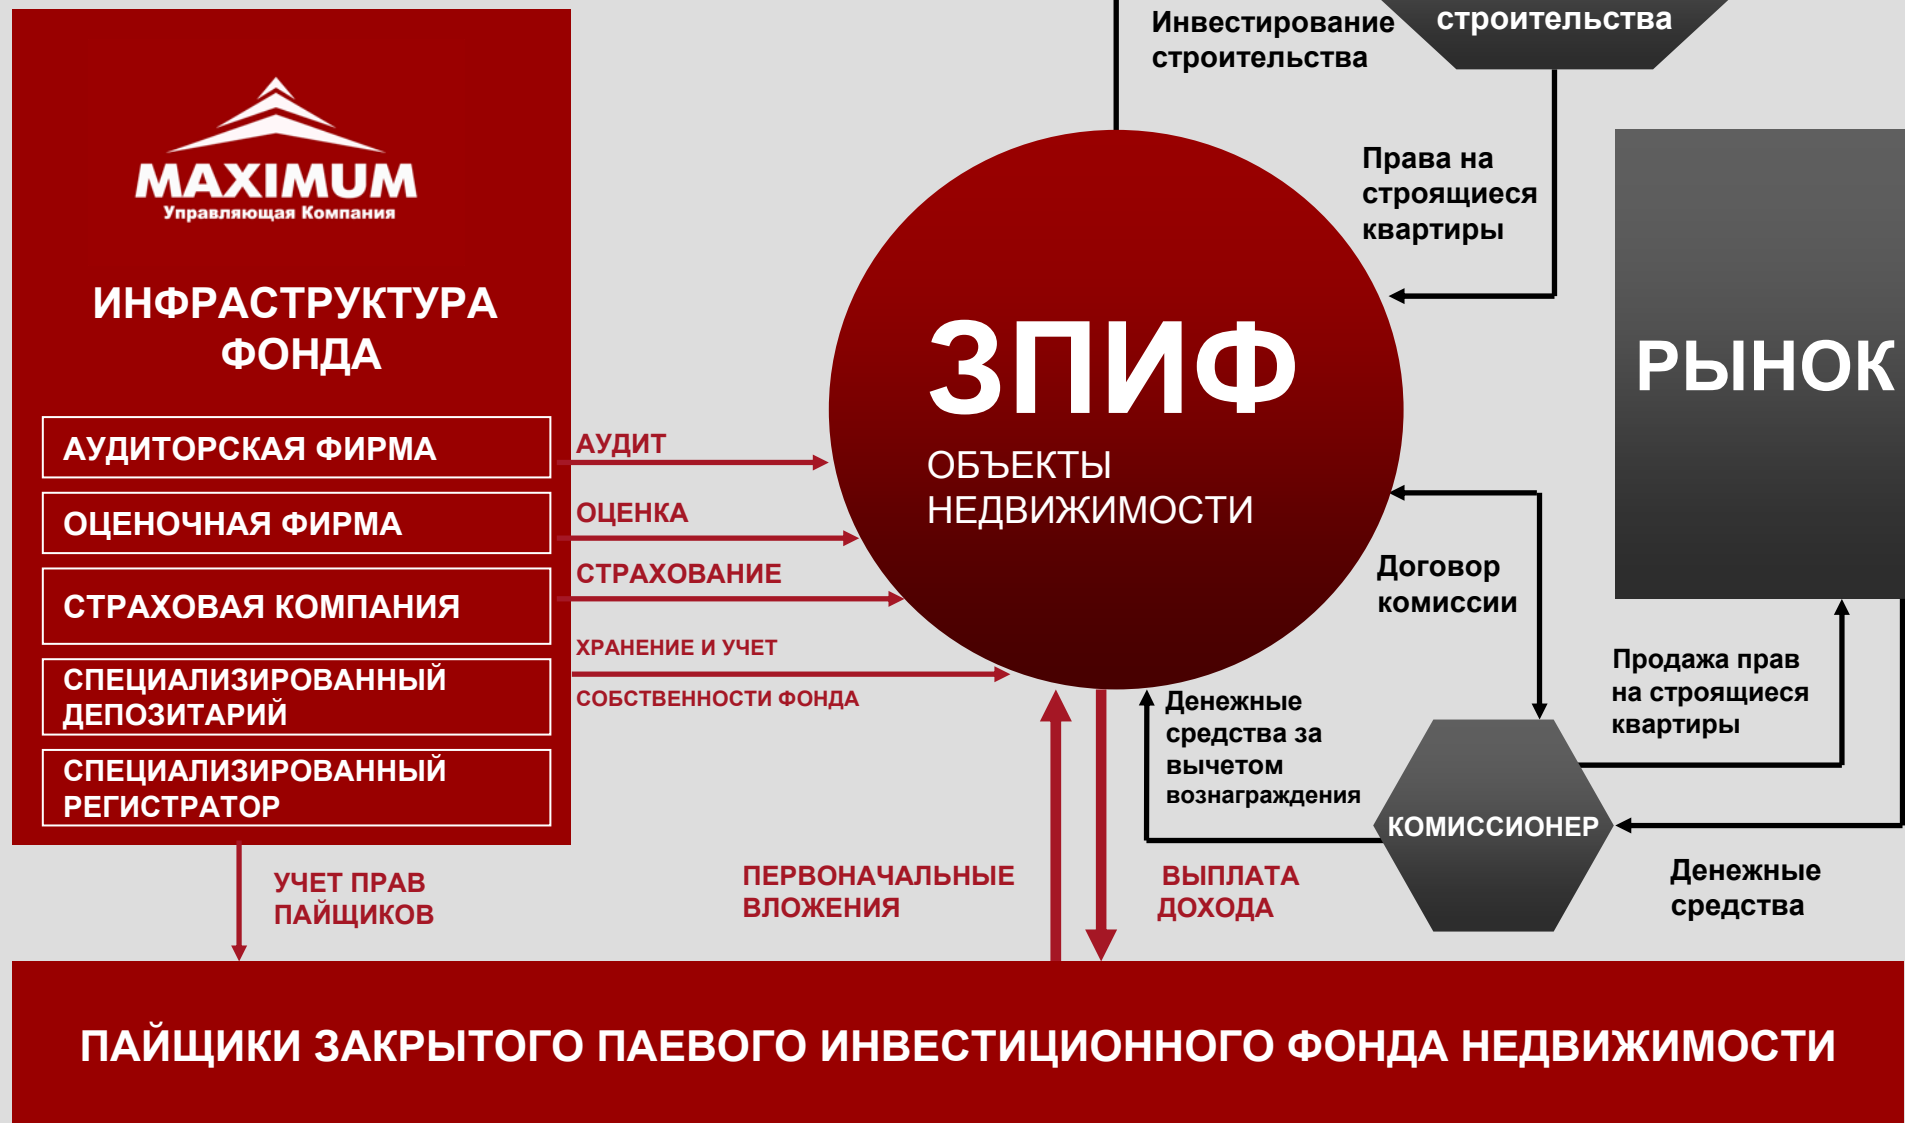 Инвестирование
строительства
строительства
MAXIMUM
Управляющая Компания
ИНФРАСТРУКТУРА
ФОНДА
АУДИТОРСКАЯ ФИРМА
ОЦЕНОЧНАЯ ФИРМА
СТРАХОВАЯ КОМПАНИЯ
СПЕЦИАЛИЗИРОВАННЫЙ
ДЕПОЗИТАРИЙ
СПЕЦИАЛИЗИРОВАННЫЙ
РЕГИСТРАТОР
АУДИТ
ОЦЕНКА
СТРАХОВАНИЕ
ХРАНЕНИЕ И УЧЕТ
СОБСТВЕННОСТИ ФОНДА
ЗПИФ
ОБЪЕКТЫ
НЕДВИЖИМОСТИ
Права на
строящиеся
квартиры
РЫНОК
Договор
комиссии
Продажа прав
на строящиеся
квартиры
Денежные
средства за
вычетом
вознаграждения
КОМИССИОНЕР
Денежные
средства
УЧЕТ ПРАВ
ПАЙЩИКОВ
ПЕРВОНАЧАЛЬНЫЕ
ВЛОЖЕНИЯ
ВЫПЛАТА
ДОХОДА
ПАЙЩИКИ ЗАКРЫТОГО ПАЕВОГО ИНВЕСТИЦИОННОГО ФОНДА НЕДВИЖИМОСТИ